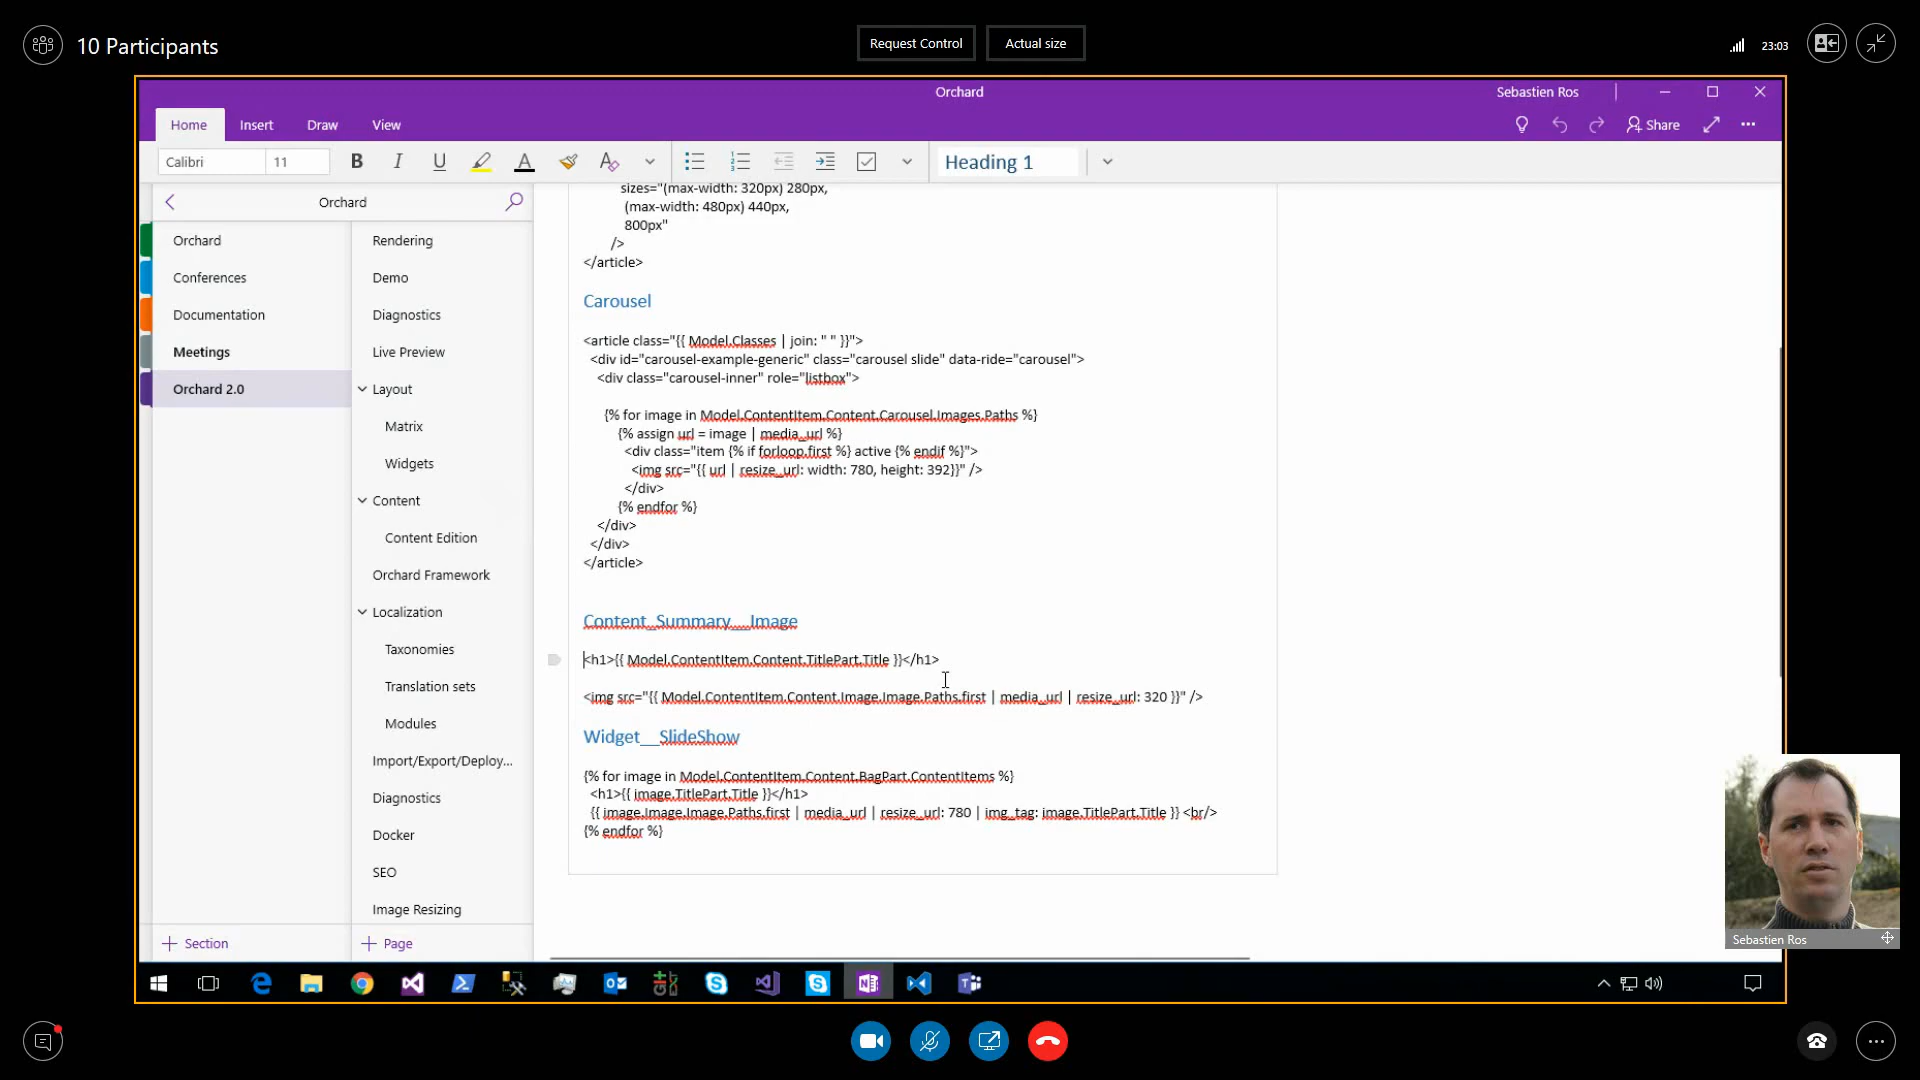 10 Participants
Request Control
Actual size
23:03
Orchard
Sebastien Ros
Home
Insert
Draw
View
Share
Calibri
11
B
I
U
A
A
Heading 1
Orchard
Orchard
Conferences
Documentation
Meetings
Orchard 2.0
Section
Rendering
Demo
Diagnostics
Live Preview
Layout
Matrix
Widgets
Content
Content Edition
Orchard Framework
Localization
Taxonomies
Translation sets
Modules
Import/Export/Deploy...
Diagnostics
Docker
SEO
Image Resizing
Page
sizes="(max-width: 320px) 280px,
(max-width: 480px) 440px,
800px"
/>
</article>
Carousel
<article class="{{ Model.Classes | join: " " }}">
<div id="carousel-example-generic" class="carousel slide" data-ride="carousel">
<div class="carousel-inner" role="listbox">
{% for image in Model.ContentItem.Content.Carousel.Images.Paths %}
{% assign url = image | media_url %}
<div class="item {% if forloop.first %} active {% endif %}">
<img src="{{ url | resize_url: width: 780, height: 392}}" />
</div>
{% endfor %}
</div>
</div>
</article>
Content_Summary__Image
<h1>{{ Model.ContentItem.Content.TitlePart.Title }}</h1>
<img src="{{ Model.ContentItem.Content.Image.Image.Paths.first | media_url | resize_url: 320 }}" />
Widget__SlideShow
{% for image in Model.ContentItem.Content.BagPart.ContentItems %}
<h1>{{ image.TitlePart.Title }}</h1>
{{ image.Image.Image.Paths.first | media_url | resize_url: 780 | img_tag: image.TitlePart.Title }} <br/>
{% endfor %}
Sebastien Ros